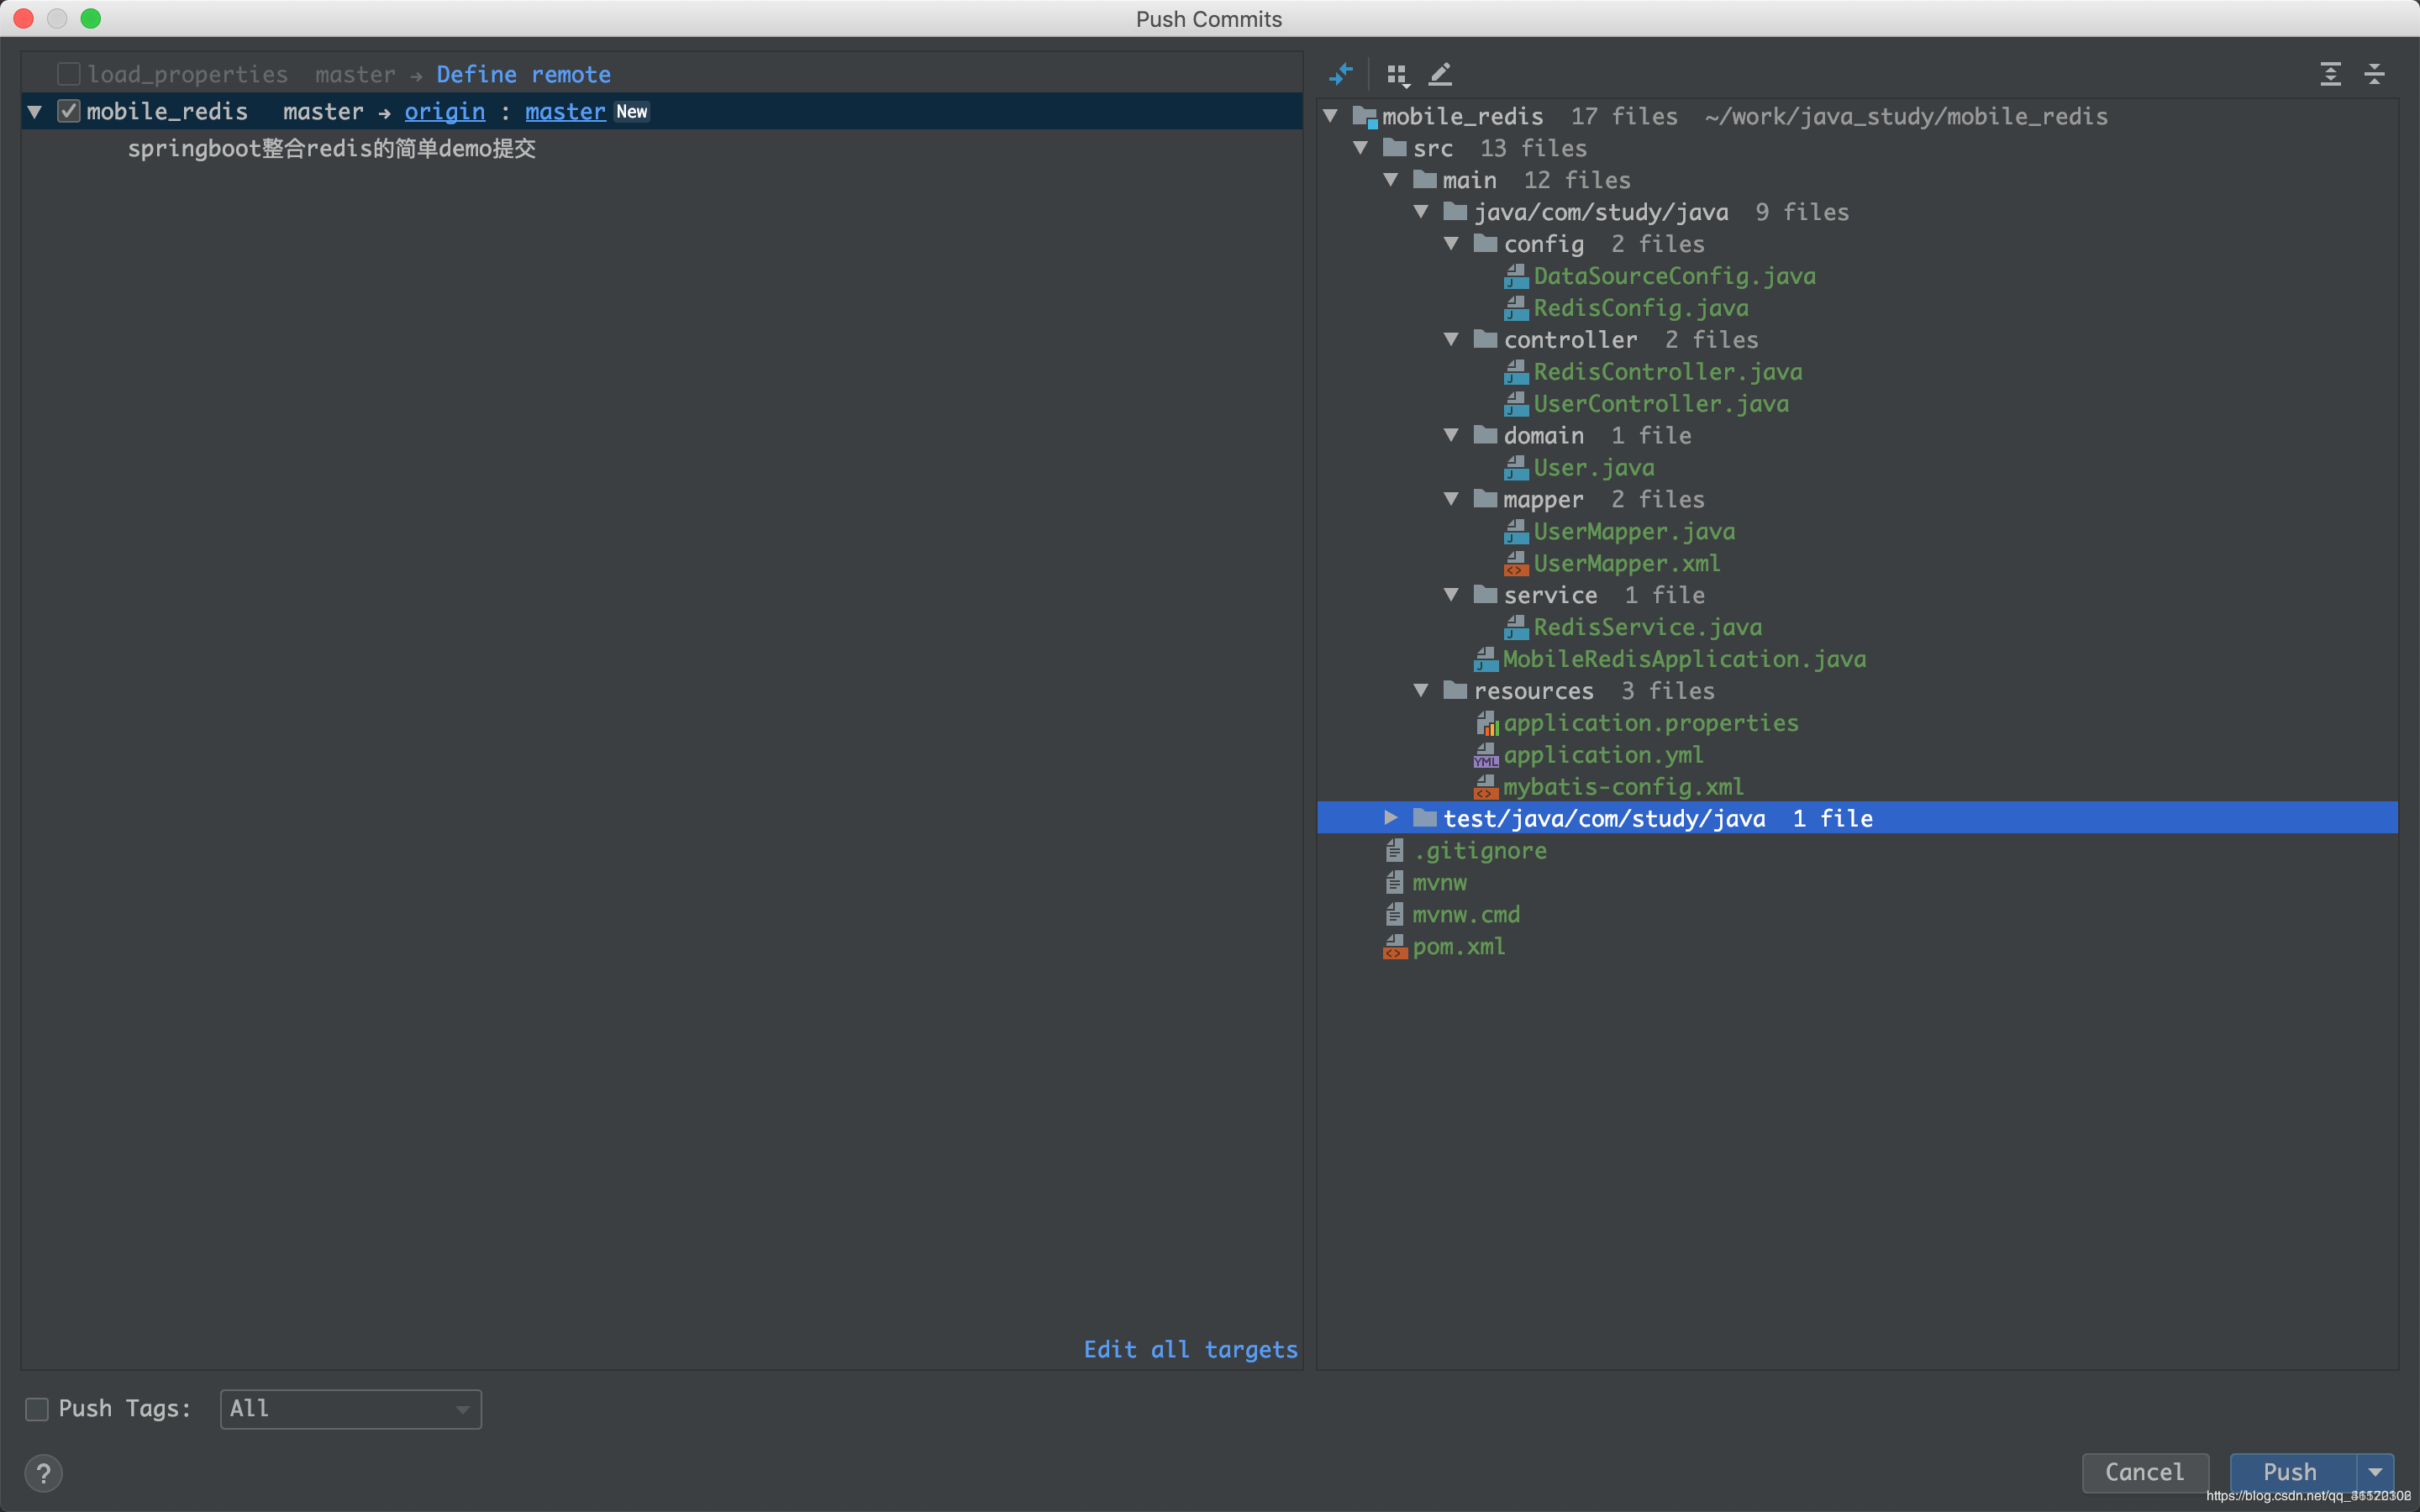 Push Commits
load_properties master → Define remote
mobile_redis master → origin : master New
springboot整合redis的简单demo提交
Edit all targets
mobile_redis 17 files ~/work/java_study/mobile_redis
src 13 files
main 12 files
java/com/study/java 9 files
config 2 files
DataSourceConfig.java
RedisConfig.java
controller 2 files
RedisController.java
UserController.java
domain 1 file
User.java
mapper 2 files
UserMapper.java
UserMapper.xml
service 1 file
RedisService.java
MobileRedisApplication.java
resources 3 files
application.properties
application.yml
mybatis-config.xml
test/java/com/study/java 1 file
.gitignore
mvnw
mvnw.cmd
pom.xml
Push Tags: All
?
Cancel Push